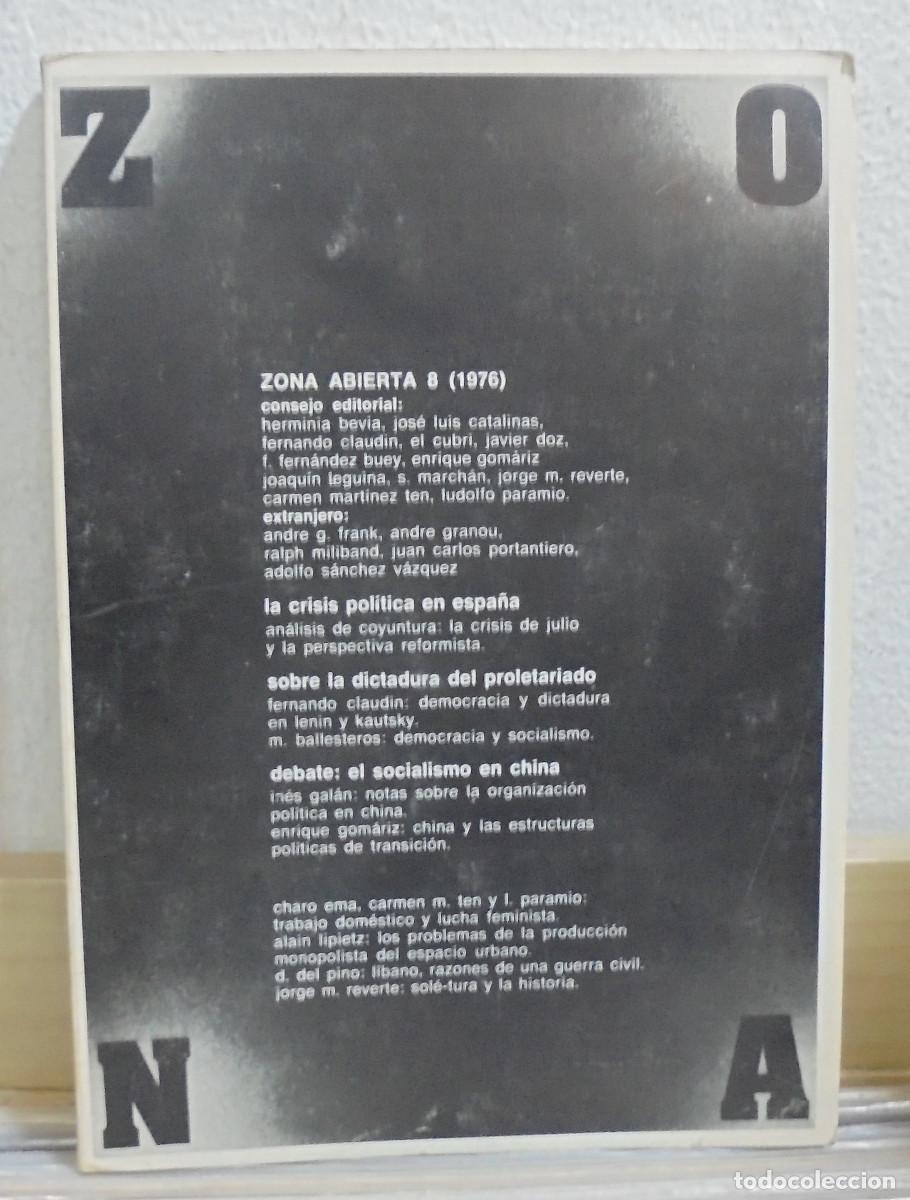 Z O
ZONA ABIERTA 8 (1976)
consejo editorial:
herminia bevia, josé luis catalinas,
fernando claudin, el cubri, javier doz,
f. fernández buey, enrique gomáriz
joaquín leguina, s. marchán, jorge m. reverte,
carmen martínez ten, ludolfo paramio.
extranjero:
andre g. frank, andre granou,
ralph miliband, juan carlos portantiero,
adolfo sánchez vázquez
la crisis política en españa
análisis de coyuntura: la crisis de julio
y la perspectiva reformista.
sobre la dictadura del proletariado
fernando claudin: democracia y dictadura
en lenin y kautsky.
m. ballesteros: democracia y socialismo.
debate: el socialismo en china
inés galán: notas sobre la organización
política en china.
enrique gomáriz: china y las estructuras
políticas de transición.
charo ema, carmen m. ten y l. paramio:
trabajo doméstico y lucha feminista.
alain lipietz: los problemas de la producción
monopolista del espacio urbano.
d. del pino: líbano, razones de una guerra civil.
jorge m. reverte: solé-tura y la historia.
N A
todocoleccion